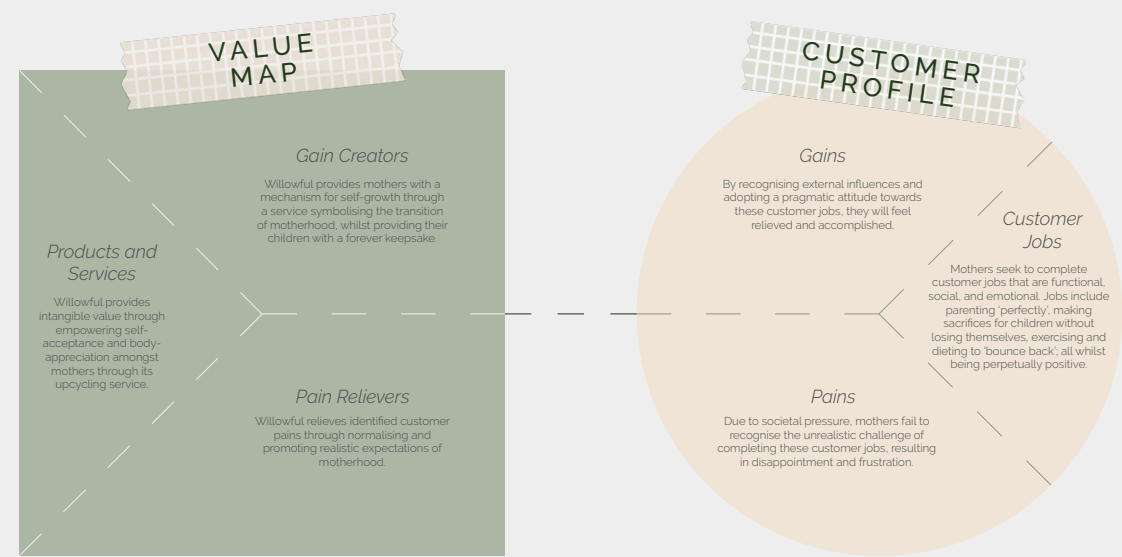 VALUE
MAP
Gain Creators
Willowful provides mothers with a
mechanism for self-growth through
a service symbolising the transition
of motherhood, whilst providing their
children with a forever keepsake.
Products and
Services
Willowful provides
intangible value through
empowering self-
acceptance and body-
appreciation amongst
mothers through its
upcycling service.
Pain Relievers
Willowful relieves identified customer
pains through normalising and
promoting realistic expectations of
motherhood.
CUSTOMER
PROFILE
Gains
By recognising external influences and
adopting a pragmatic attitude towards
these customer jobs, they will feel
relieved and accomplished.
Customer
Jobs
Mothers seek to complete
customer jobs that are functional,
social, and emotional. Jobs include
parenting ‘perfectly’, making
sacrifices for children without
losing themselves, exercising and
dieting to ‘bounce back’; all whilst
being perpetually positive.
Pains
Due to societal pressure, mothers fail to
recognise the unrealistic challenge of
completing these customer jobs, resulting
in disappointment and frustration.